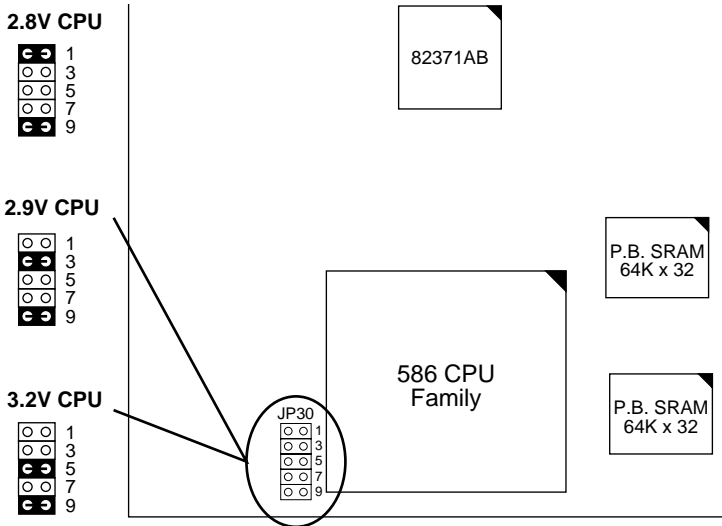 2.8V CPU
1
3
5
7
9
2.9V CPU
1
3
5
7
9
3.2V CPU
1
3
5
7
9
82371AB
P.B. SRAM
64K x 32
586 CPU
Family
P.B. SRAM
64K x 32
JP30
1
3
5
7
9